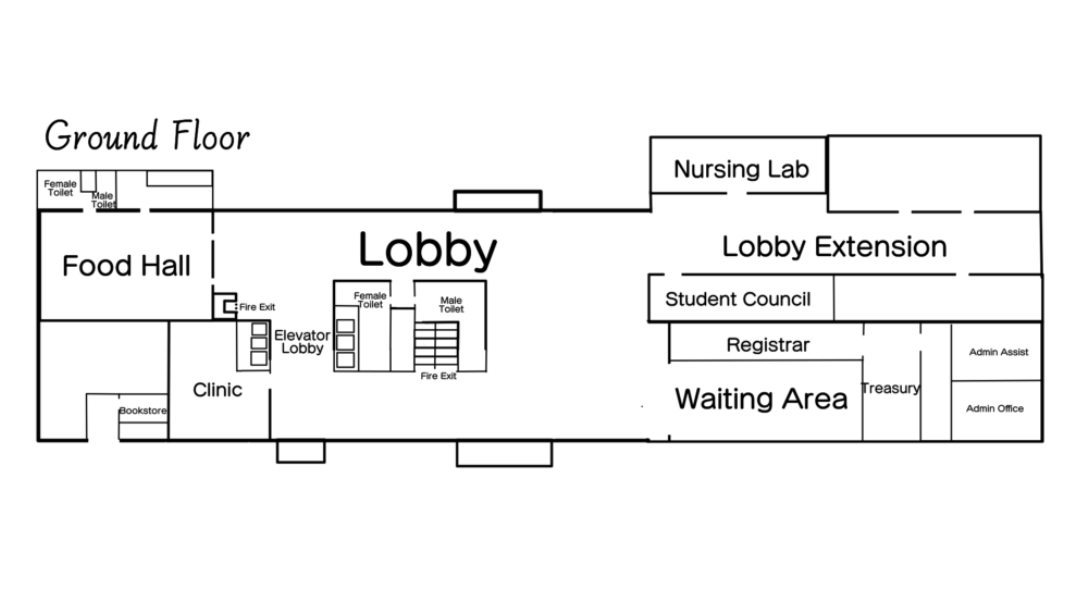 Ground Floor
Female
Toilet
Male
Toilet
Nursing Lab
Food Hall
Lobby
Lobby Extension
Female
Toilet
Male
Toilet
Student Council
Fire Exit
Elevator
Lobby
Registrar
Admin Assist
Fire Exit
Clinic
Treasury
Waiting Area
Bookstore
Admin Office